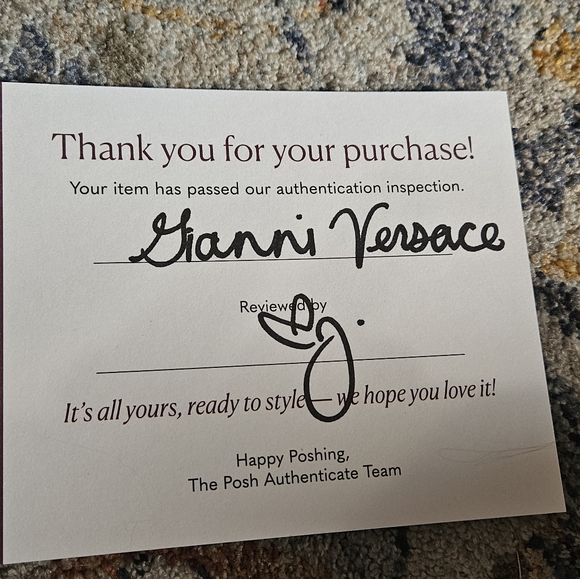 Thank you for your purchase!
Your item has passed our authentication inspection.
Gianni Versace
Reviewed by
J.
It's all yours, ready to style — we hope you love it!
Happy Poshing,
The Posh Authenticate Team